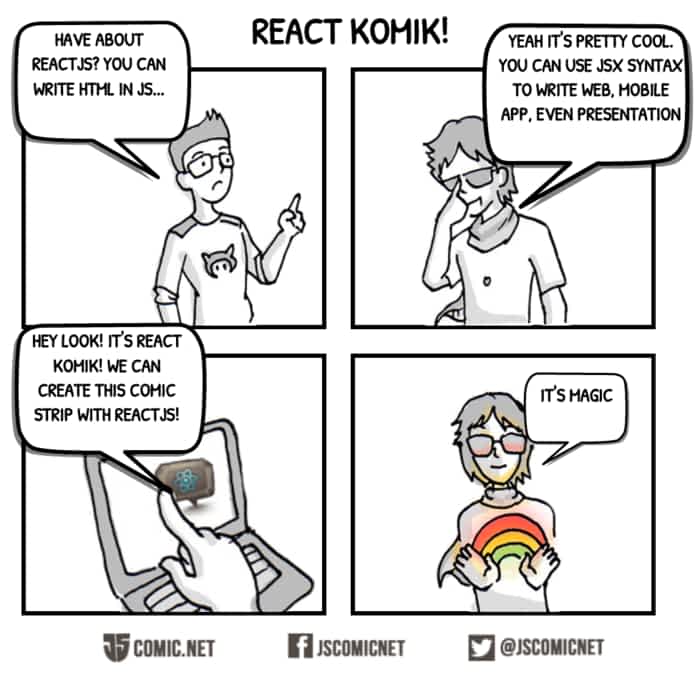 REACT KOMIK!
HAVE ABOUT
REACTJS? YOU CAN
WRITE HTML IN JS...
YEAH IT'S PRETTY COOL.
YOU CAN USE JSX SYNTAX
TO WRITE WEB, MOBILE
APP, EVEN PRESENTATION
HEY LOOK! IT'S REACT
KOMIK! WE CAN
CREATE THIS COMIC
STRIP WITH REACTJS!
IT'S MAGIC
JS COMIC.NET
f JSCOMICNET
@JSCOMICNET